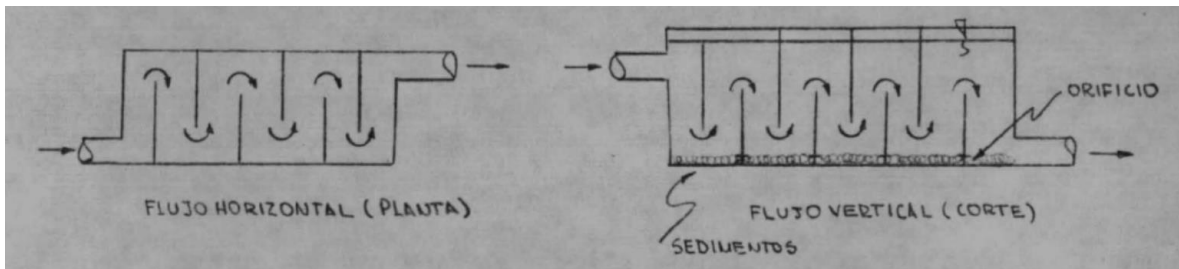 ORIFICIO
FLUJO HORIZONTAL (PLANTA)
FLUJO VERTICAL (CORTE)
SEDIMENTOS